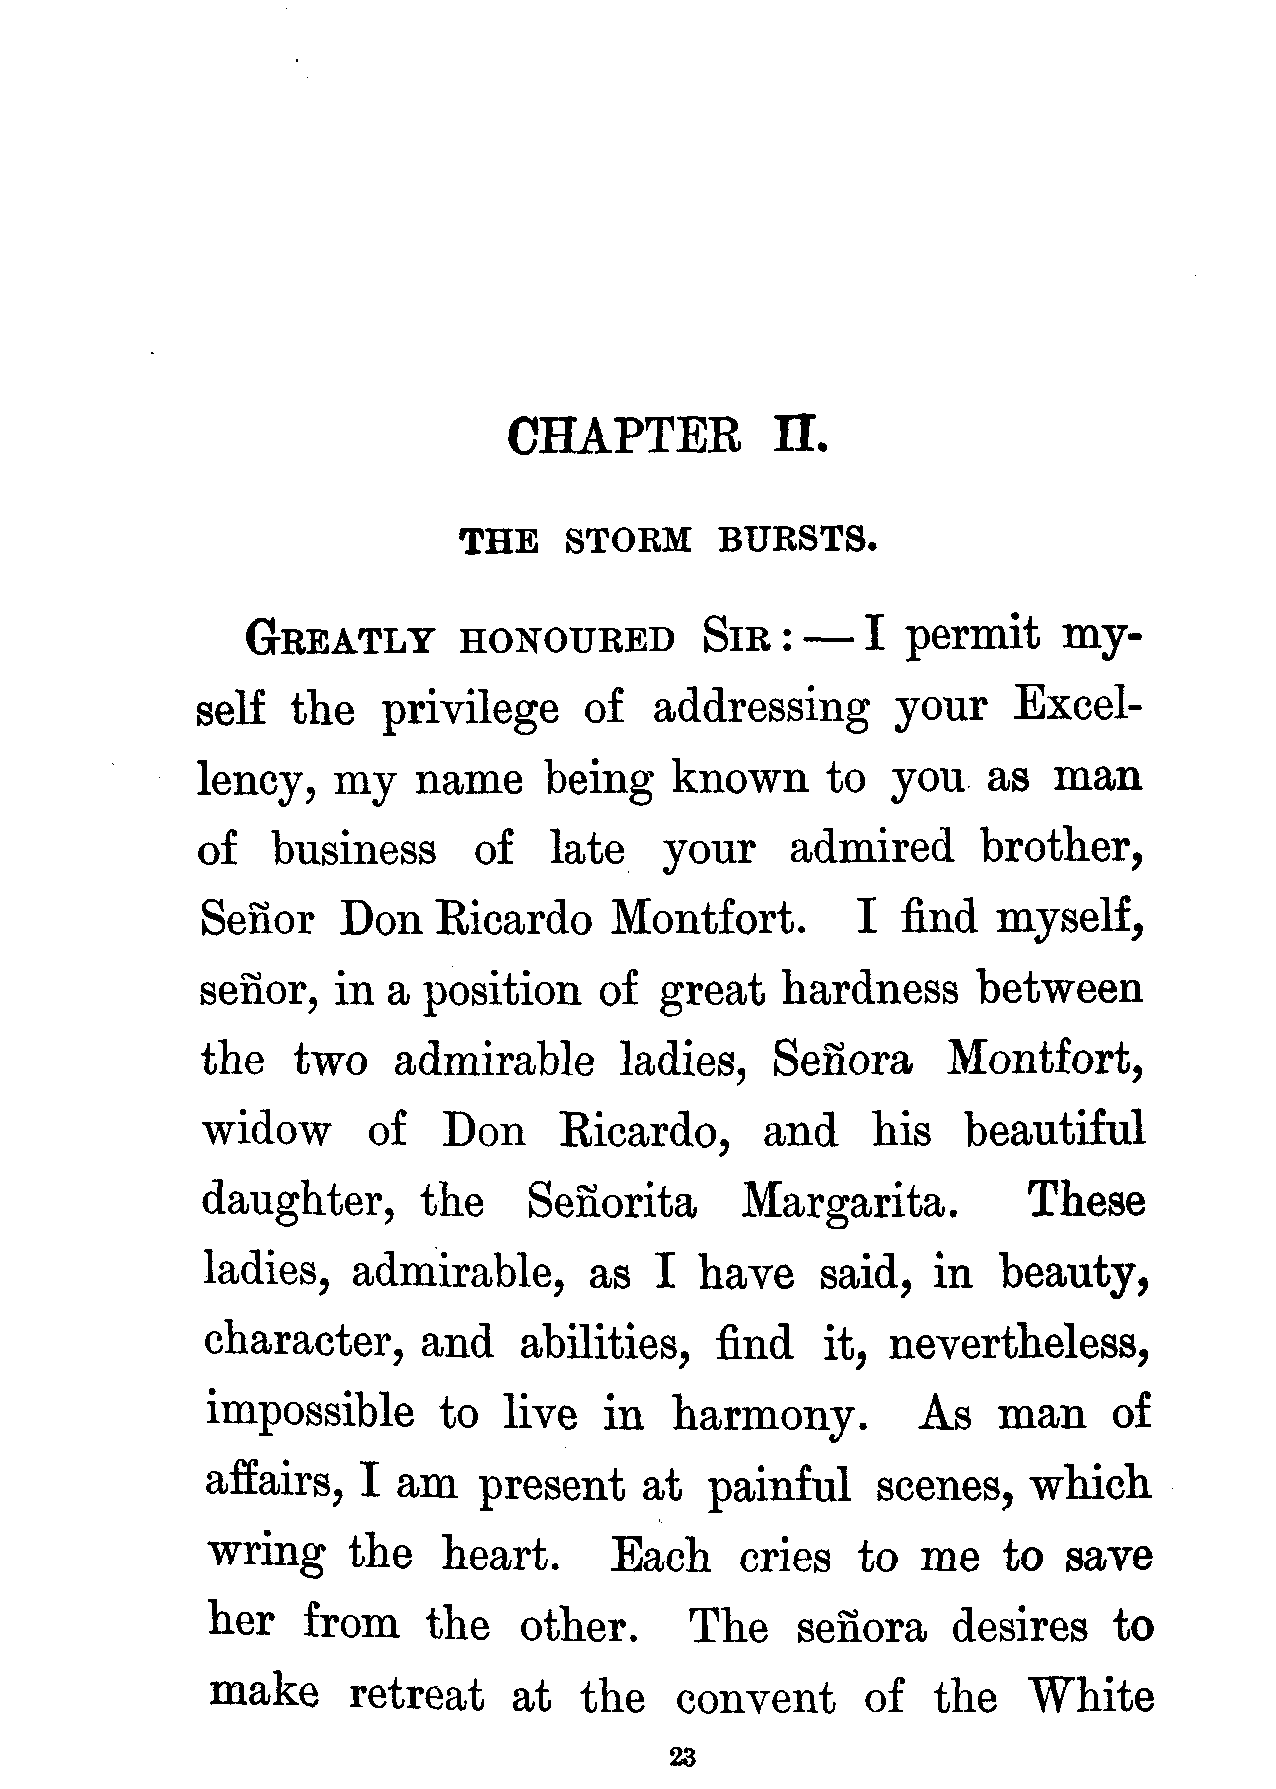 CHAPTER II.
THE STORM BURSTS.
GREATLY HONOURED SIR: — I permit my-
self the privilege of addressing your Excel-
lency, my name being known to you as man
of business of late your admired brother,
Señor Don Ricardo Montfort. I find myself,
señor, in a position of great hardness between
the two admirable ladies, Señora Montfort,
widow of Don Ricardo, and his beautiful
daughter, the Señorita Margarita. These
ladies, admirable, as I have said, in beauty,
character, and abilities, find it, nevertheless,
impossible to live in harmony. As man of
affairs, I am present at painful scenes, which
wring the heart. Each cries to me to save
her from the other. The señora desires to
make retreat at the convent of the White
23